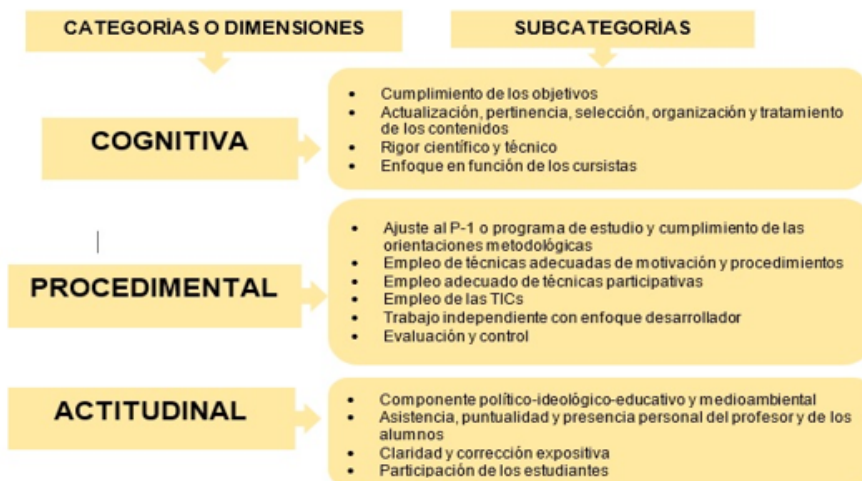 CATEGORÌAS O DIMENSIONES
SUBCATEGORÍAS
COGNITIVA
• Cumplimiento de los objetivos
• Actualización, pertinencia, selección, organización y tratamiento
de los contenidos
• Rigor científico y técnico
• Enfoque en función de los cursistas
PROCEDIMENTAL
• Ajuste al P-1 o programa de estudio y cumplimiento de las
orientaciones metodológicas
• Empleo de técnicas adecuadas de motivación y procedimientos
• Empleo adecuado de técnicas participativas
• Empleo de las TICs
• Trabajo independiente con enfoque desarrollador
• Evaluación y control
ACTITUDINAL
• Componente político-ideológico-educativo y medioambiental
• Asistencia, puntualidad y presencia personal del profesor y de los
alumnos
• Claridad y corrección expositiva
• Participación de los estudiantes